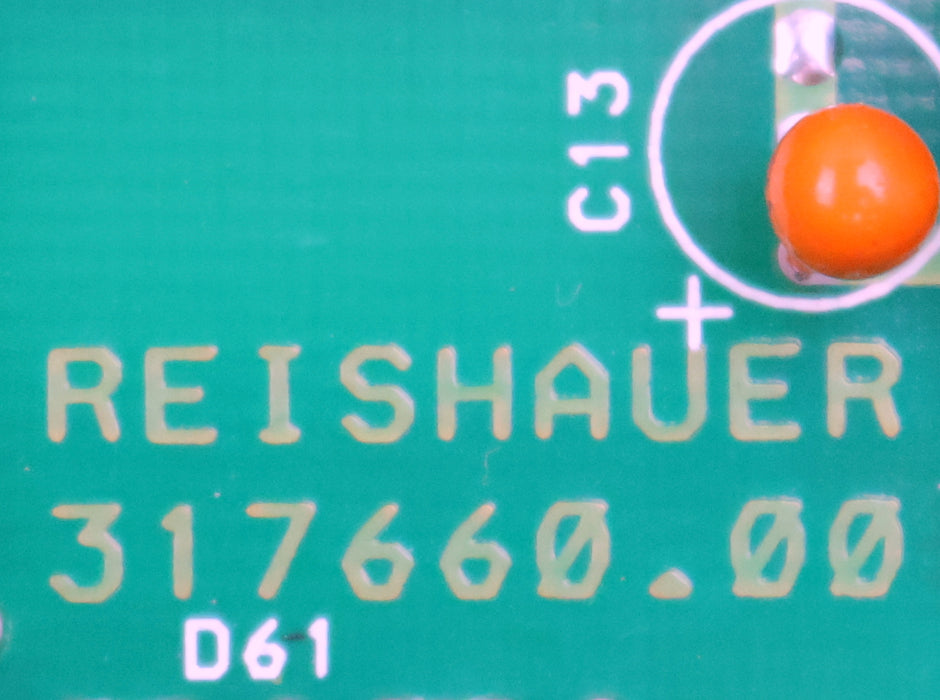 C13
+
REISHAUER
317660.00
D61